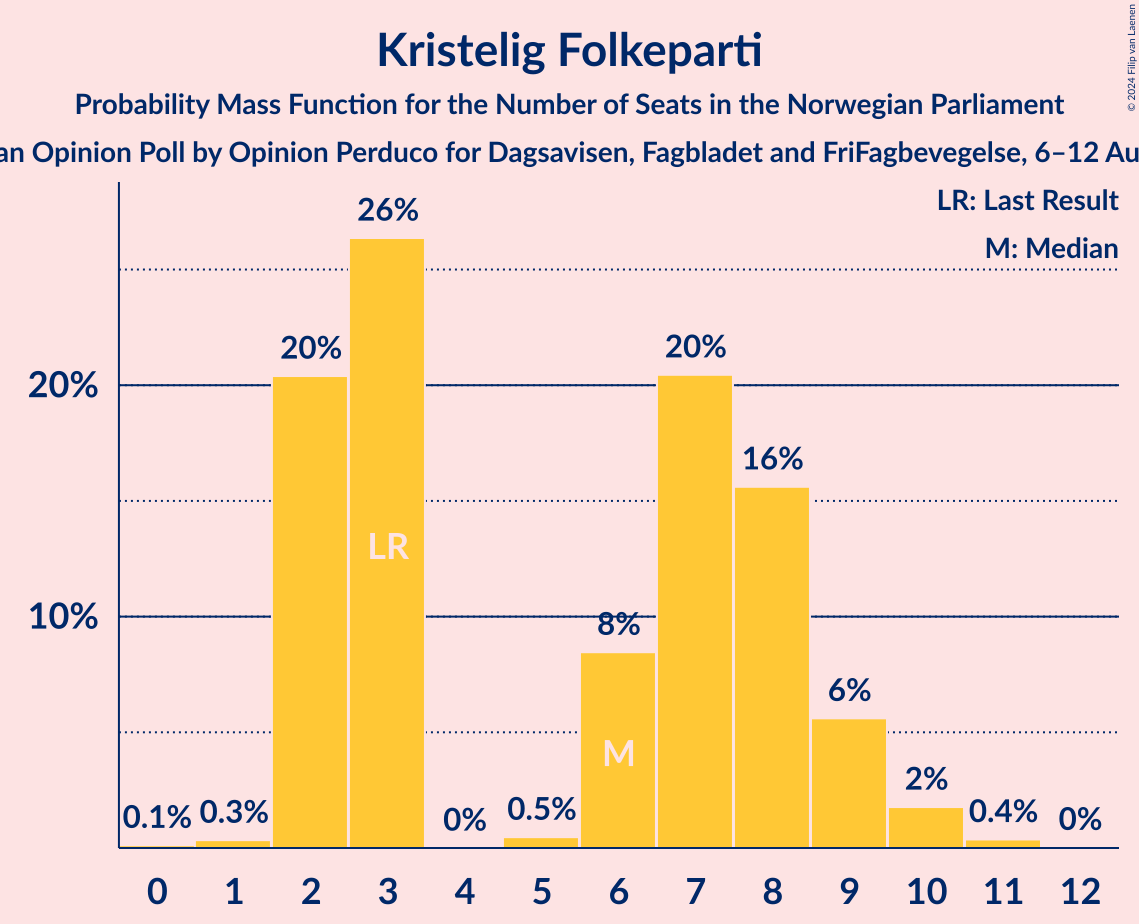 Kristelig Folkeparti
Probability Mass Function for the Number of Seats in the Norwegian Parliament
an Opinion Poll by Opinion Perduco for Dagsavisen, Fagbladet and FriFagbevegelse, 6–12 Au
© 2024 Filip van Laenen
LR: Last Result
M: Median
26%
20%
20%
20%
16%
LR
10%
8%
6%
M
2%
0.1%
0.3%
0%
0.5%
0.4%
0%
0 1 2 3 4 5 6 7 8 9 10 11 12